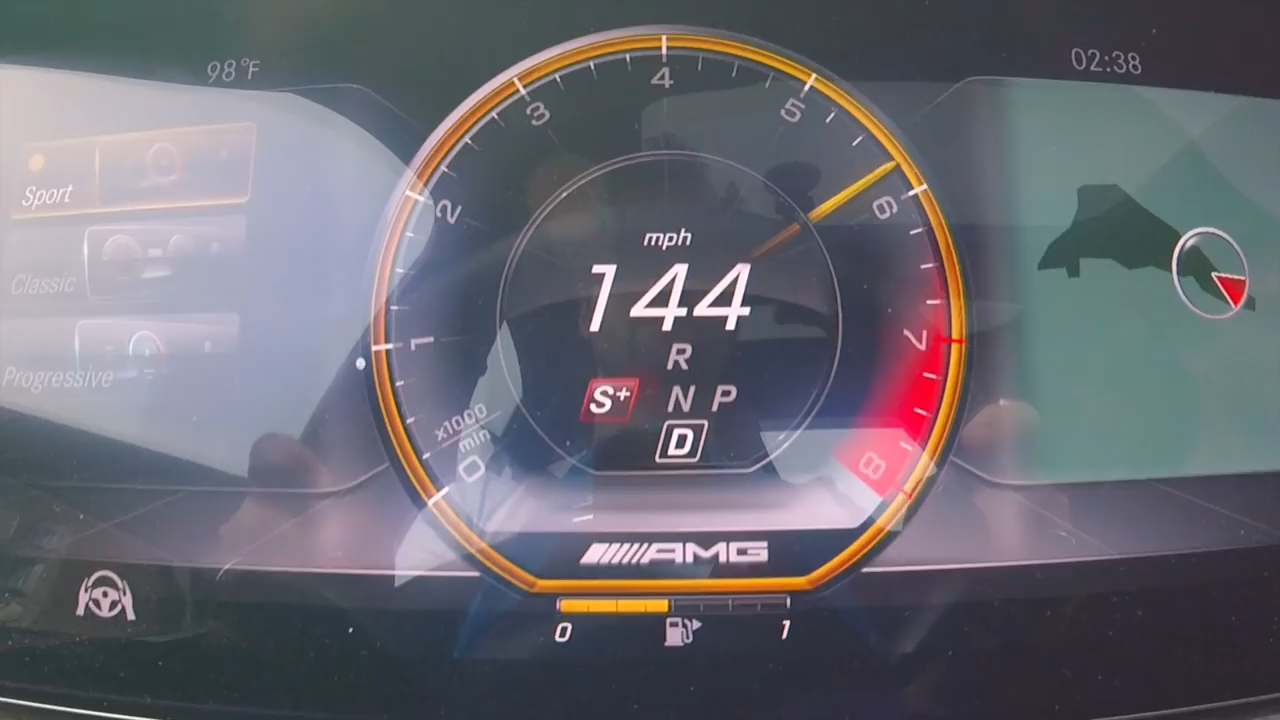 98°F
02:38
Sport
Classic
Progressive
0
1
2
3
4
5
6
7
8
x1000
min
mph
144
R
S+ N P
D
AMG
0 1